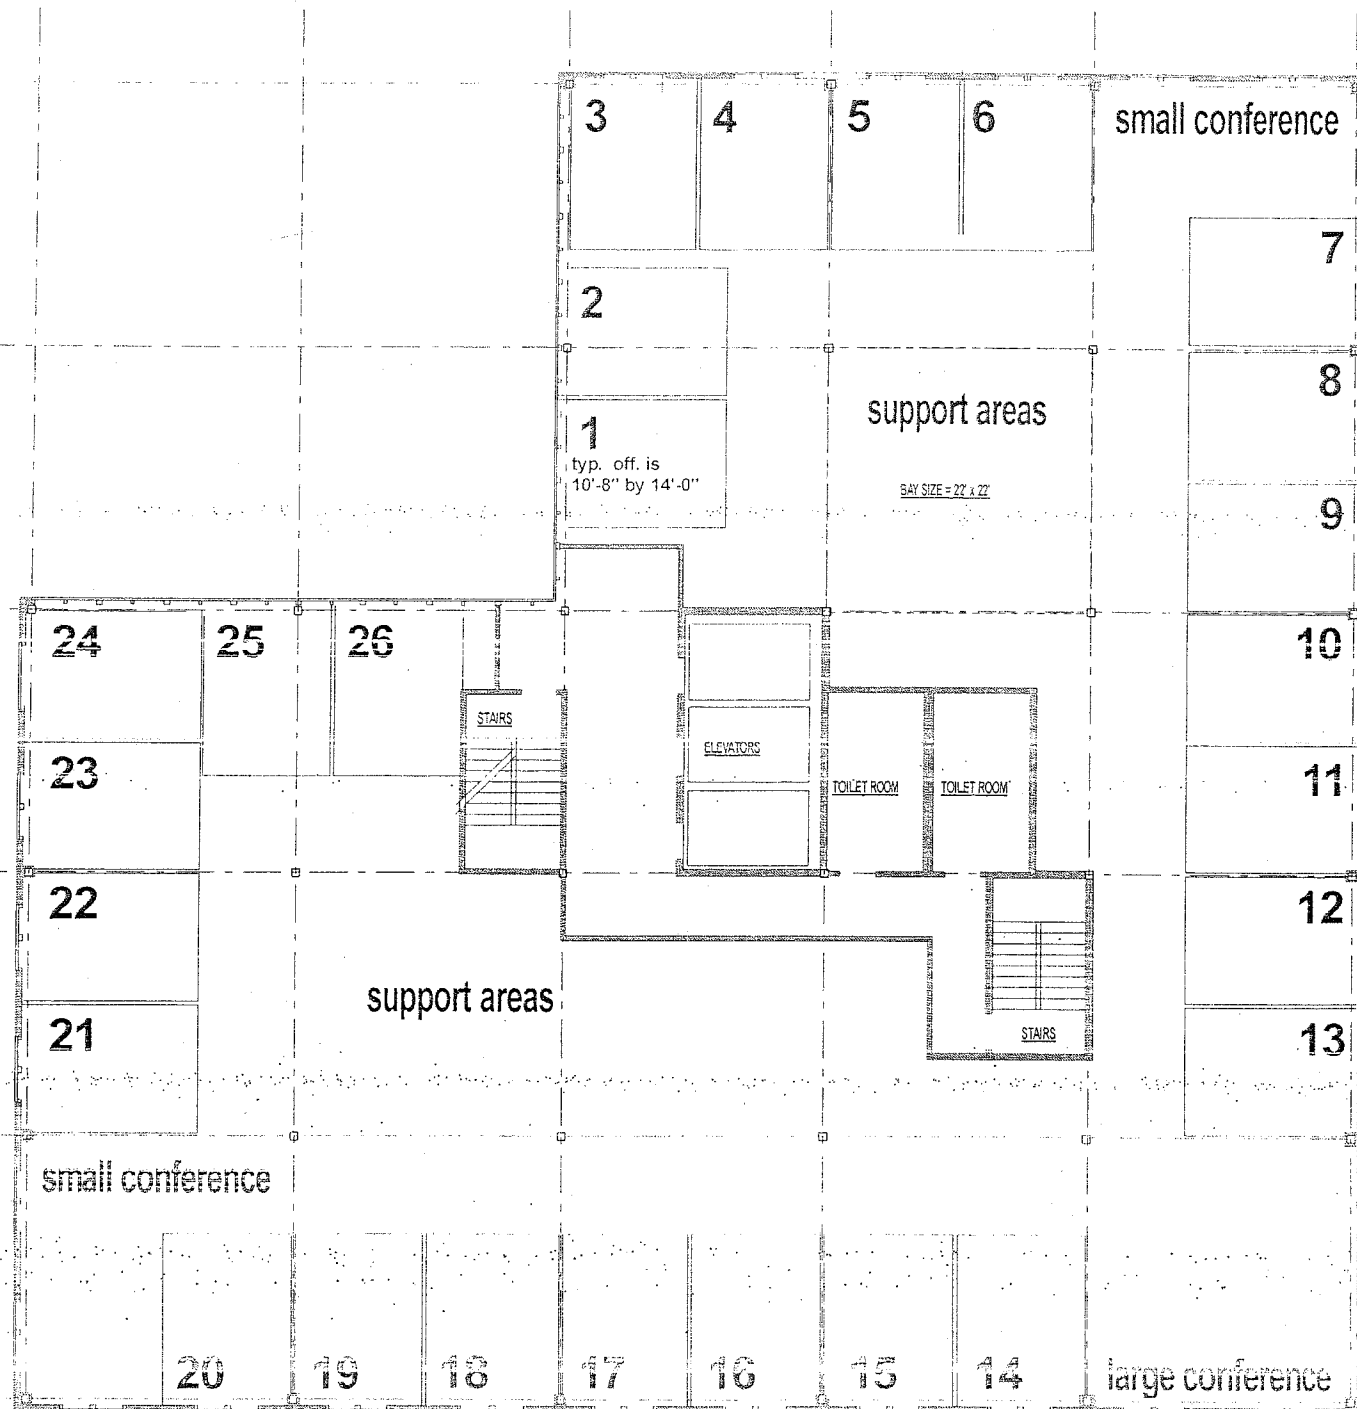 3
4
5
6
small conference
7
2
8
support areas
1
typ. off. is
10'-8" by 14'-0"
BAY SIZE = 22' x 22'
9
24
25
26
10
STAIRS
ELEVATORS
23
11
TOILET ROOM
TOILET ROOM
22
12
support areas
21
STAIRS
13
small conference
20
19
18
17
16
15
14
large conference